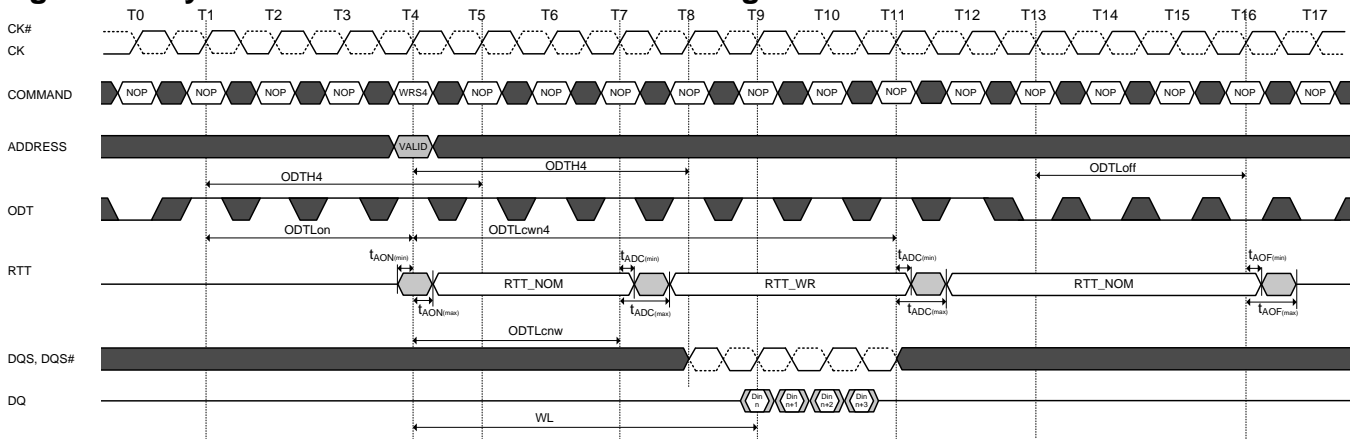 T0 T1 T2 T3 T4 T5 T6 T7 T8 T9 T10 T11 T12 T13 T14 T15 T16 T17
CK#
CK
COMMAND NOP NOP NOP NOP WRS4 NOP NOP NOP NOP NOP NOP NOP NOP NOP NOP NOP NOP NOP
ADDRESS VALID
ODTH4 ODTH4 ODTLoff
ODT
ODTLon ODTLcwn4
tAON(min) tADC(min) tADC(min) tAOF(min)
RTT RTT_NOM RTT_WR RTT_NOM
tAON(max) tADC(max) tADC(max) tAOF(max)
ODTLcnw
DQS, DQS#
DQ Din n Din n+1 Din n+2 Din n+3
WL